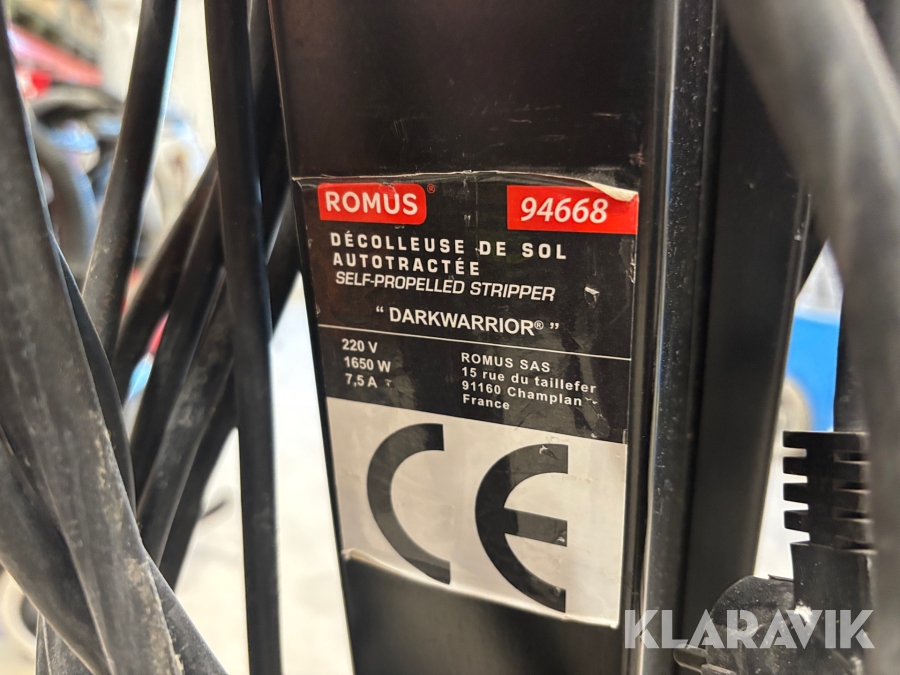 ROMUS®
94668
DÉCOLLEUSE DE SOL
AUTOTRACTÉE
SELF-PROPELLED STRIPPER
“ DARKWARRIOR® ”
220 V
1650 W
7,5 A
ROMUS SAS
15 rue du taillefer
91160 Champlan
France
CE
KLARAVIK